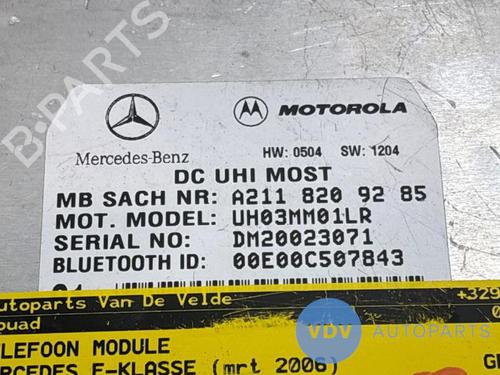 B-PARTS
Mercedes-Benz
MOTOROLA
HW: 0504 SW: 1204
DC UHI MOST
MB SACH NR: A211 820 92 85
MOT. MODEL: UH03MM01LR
SERIAL NO: DM20023071
BLUETOOTH ID: 00E00C507843
utoparts Van De Velde
+329
ouad
VDV AUTOPARTS
LEFOON MODULE
RCEDES E-KLASSE (mrt 2006)